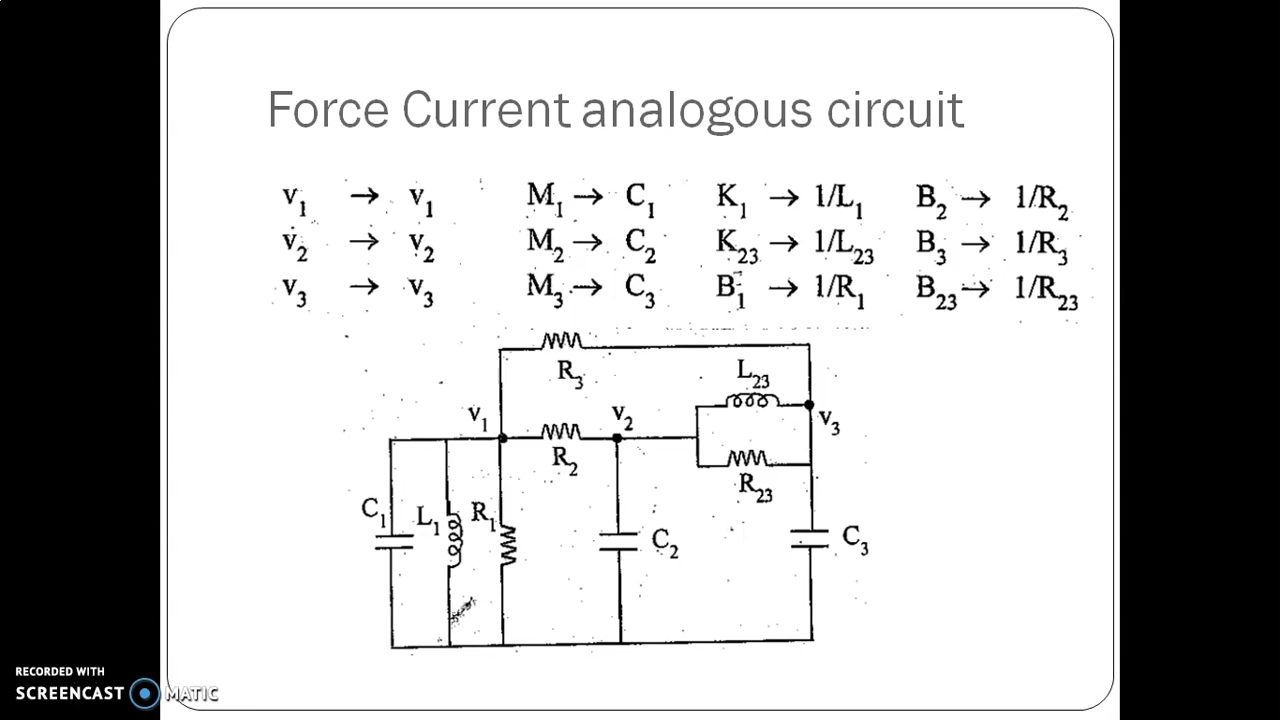 Force Current analogous circuit
v1 → v1 M1 → C1 K1 → 1/L1 B2 → 1/R2
v2 → v2 M2 → C2 K23 → 1/L23 B3 → 1/R3
v3 → v3 M3 → C3 B1 → 1/R1 B23 → 1/R23
R3
L23
v1
v2
v3
R2
R23
C1
L1
R1
C2
C3
RECORDED WITH
SCREENCAST MATIC